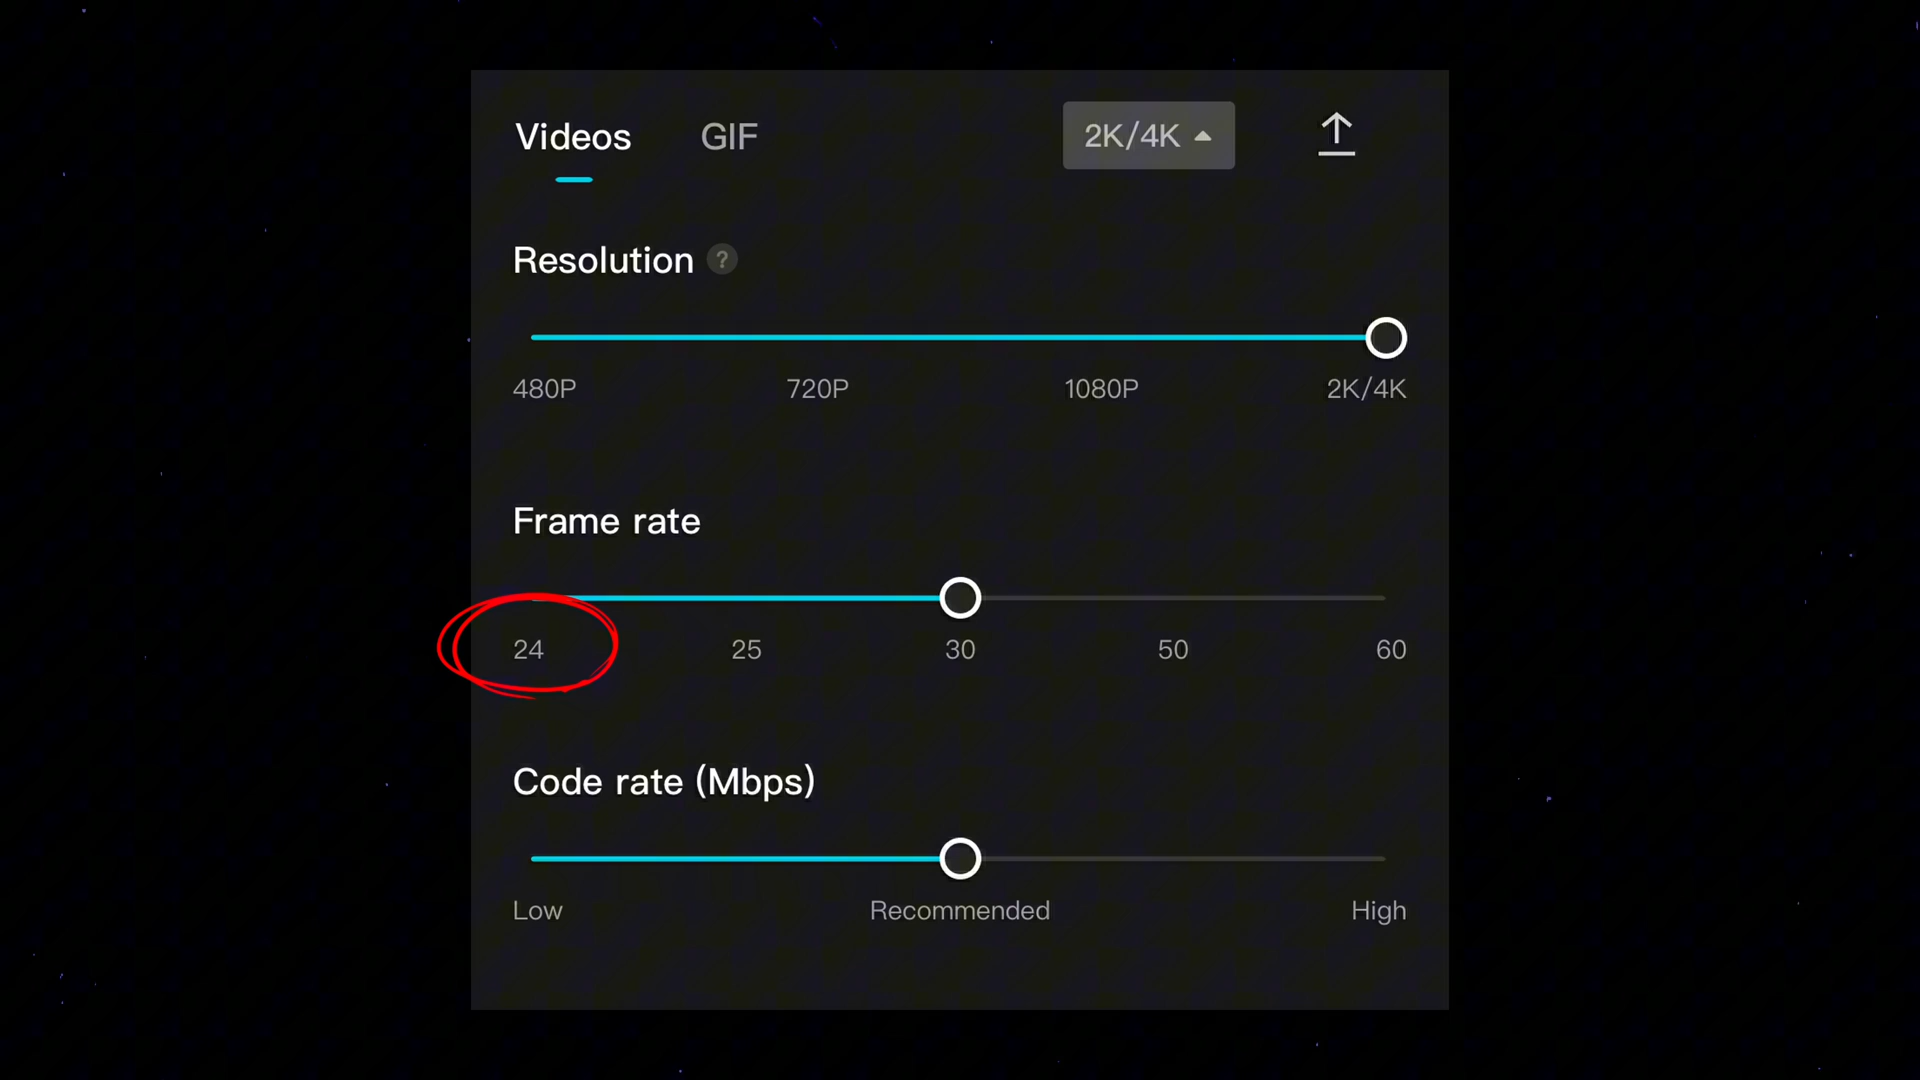 Videos GIF 2K/4K
Resolution ?
480P 720P 1080P 2K/4K
Frame rate
24 25 30 50 60
Code rate (Mbps)
Low Recommended High